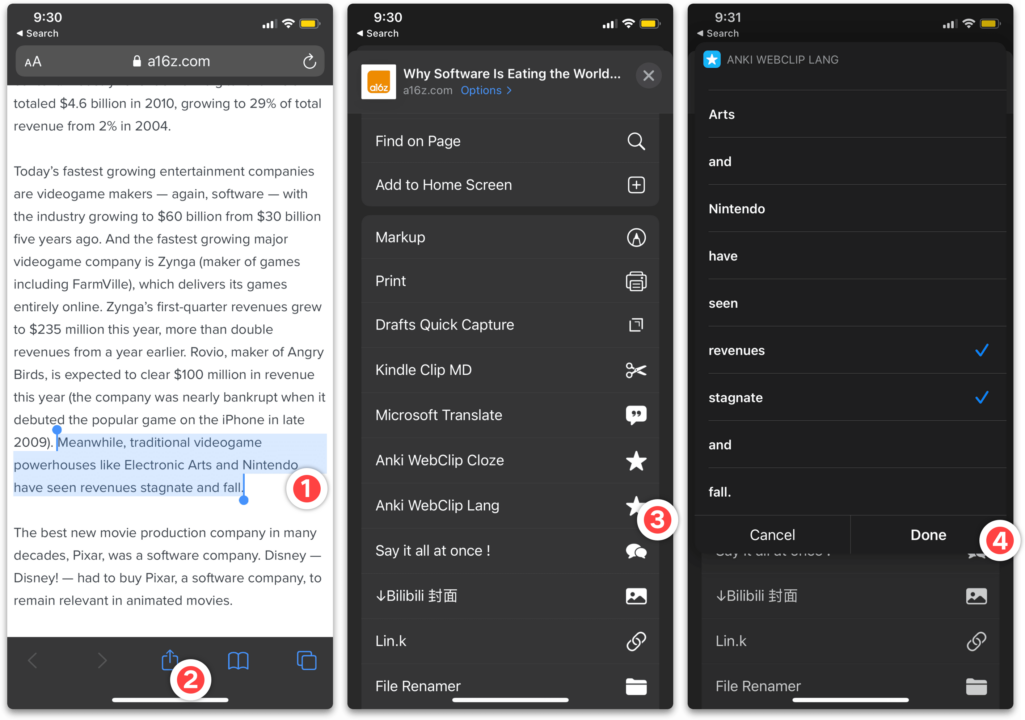 9:30
◀ Search
AA
a16z.com
totaled $4.6 billion in 2010, growing to 29% of total
revenue from 2% in 2004.
Today’s fastest growing entertainment companies
are videogame makers — again, software — with
the industry growing to $60 billion from $30 billion
five years ago. And the fastest growing major
videogame company is Zynga (maker of games
including FarmVille), which delivers its games
entirely online. Zynga’s first-quarter revenues grew
to $235 million this year, more than double
revenues from a year earlier. Rovio, maker of Angry
Birds, is expected to clear $100 million in revenue
this year (the company was nearly bankrupt when it
debuted the popular game on the iPhone in late
2009). Meanwhile, traditional videogame
powerhouses like Electronic Arts and Nintendo
have seen revenues stagnate and fall.
1
The best new movie production company in many
decades, Pixar, was a software company. Disney —
Disney! — had to buy Pixar, a software company, to
remain relevant in animated movies.
2
9:30
◀ Search
a16z
Why Software Is Eating the World...
a16z.com Options >
Find on Page
Add to Home Screen
Markup
Print
Drafts Quick Capture
Kindle Clip MD
Microsoft Translate
Anki WebClip Cloze
Anki WebClip Lang
3
Say it all at once !
↓Bilibili 封面
Lin.k
File Renamer
9:31
◀ Search
ANKI WEBCLIP LANG
Arts
and
Nintendo
have
seen
revenues
stagnate
and
fall.
Cancel
Done
4
Say it all at once !
↓Bilibili 封面
Lin.k
File Renamer